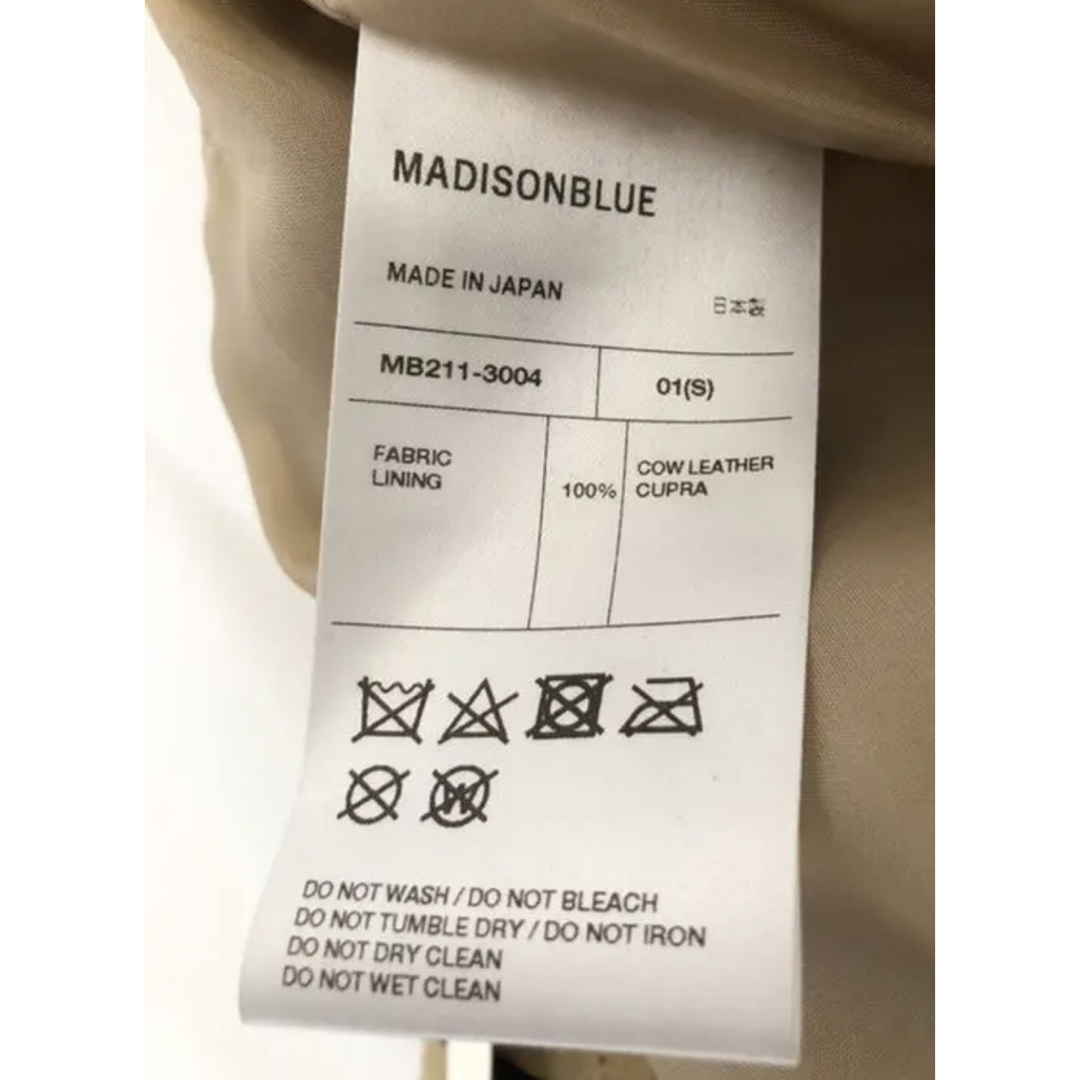 MADISONBLUE
MADE IN JAPAN 日本製
MB211-3004 01(S)
FABRIC COW LEATHER
LINING 100% CUPRA
W
DO NOT WASH / DO NOT BLEACH
DO NOT TUMBLE DRY / DO NOT IRON
DO NOT DRY CLEAN
DO NOT WET CLEAN